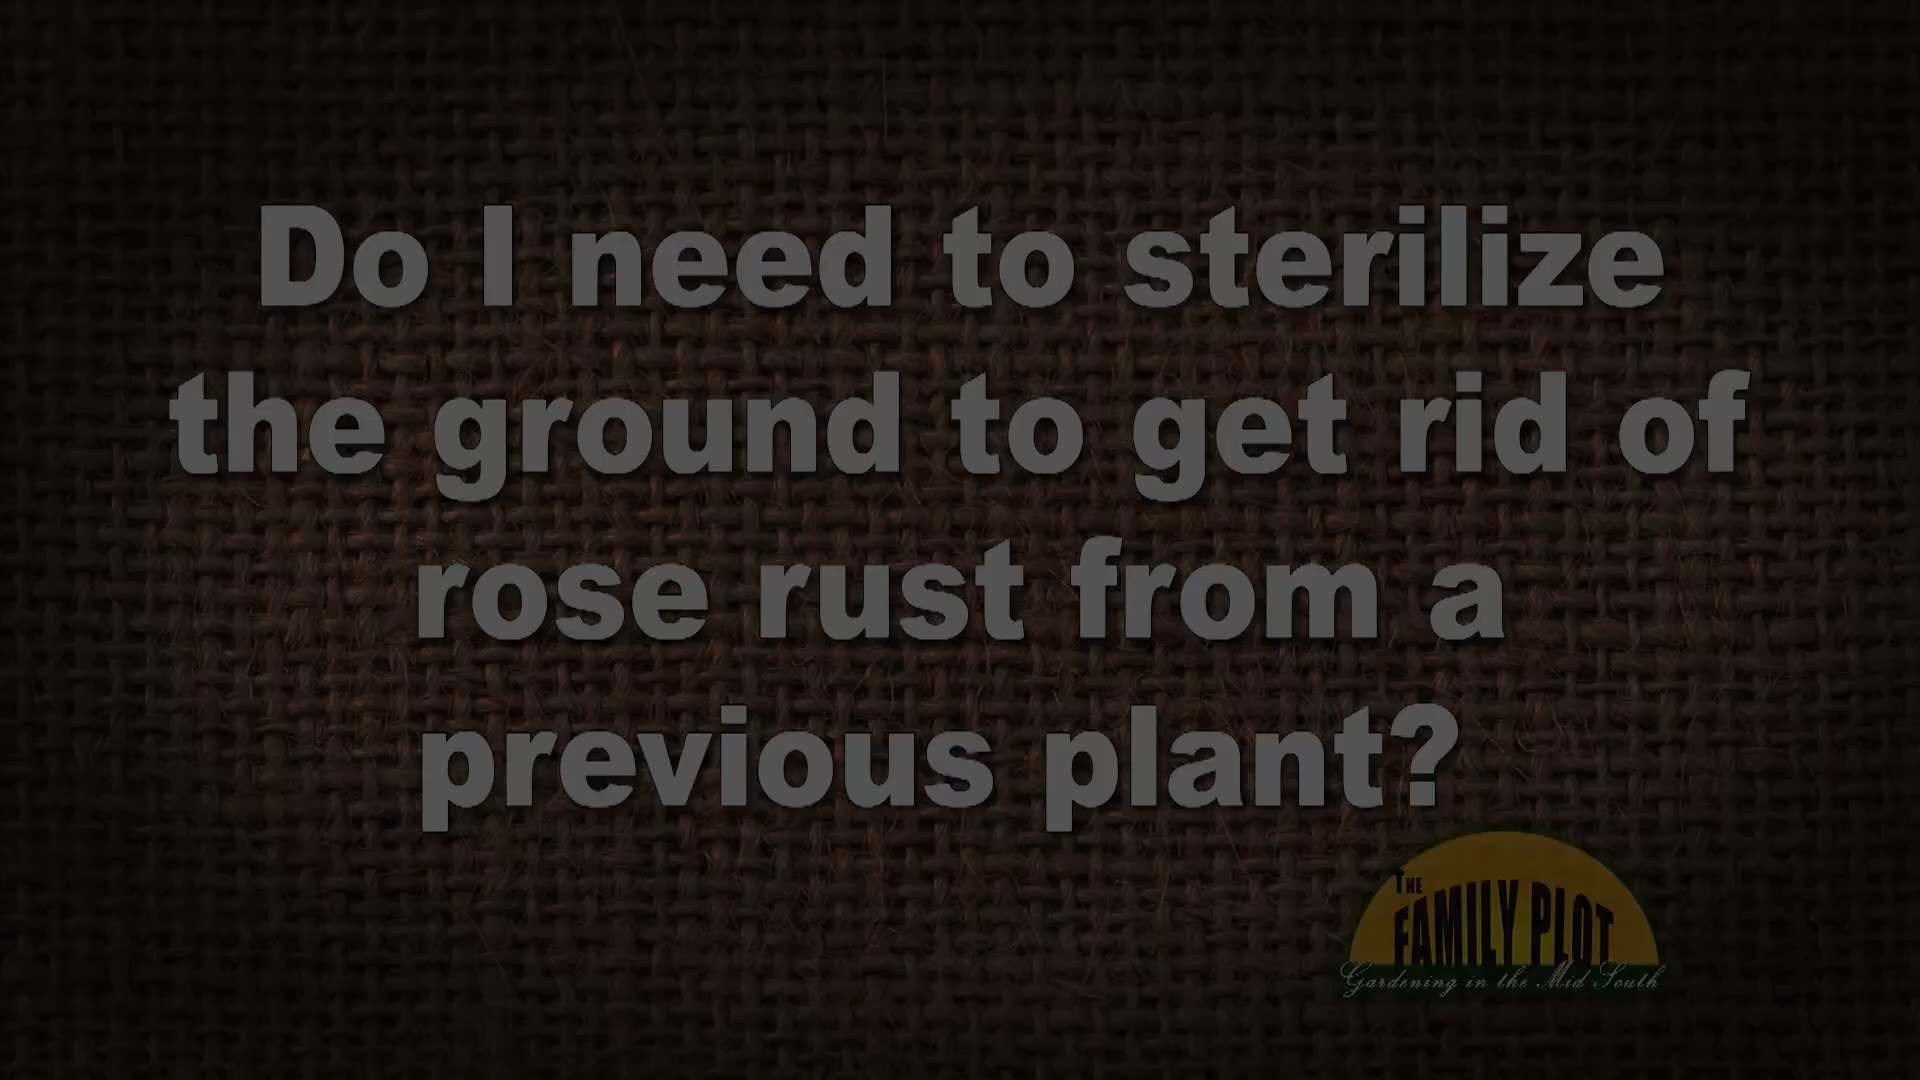 Do I need to sterilize
the ground to get rid of
rose rust from a
previous plant?
THE
FAMILY PLOT
Gardening in the Mid South